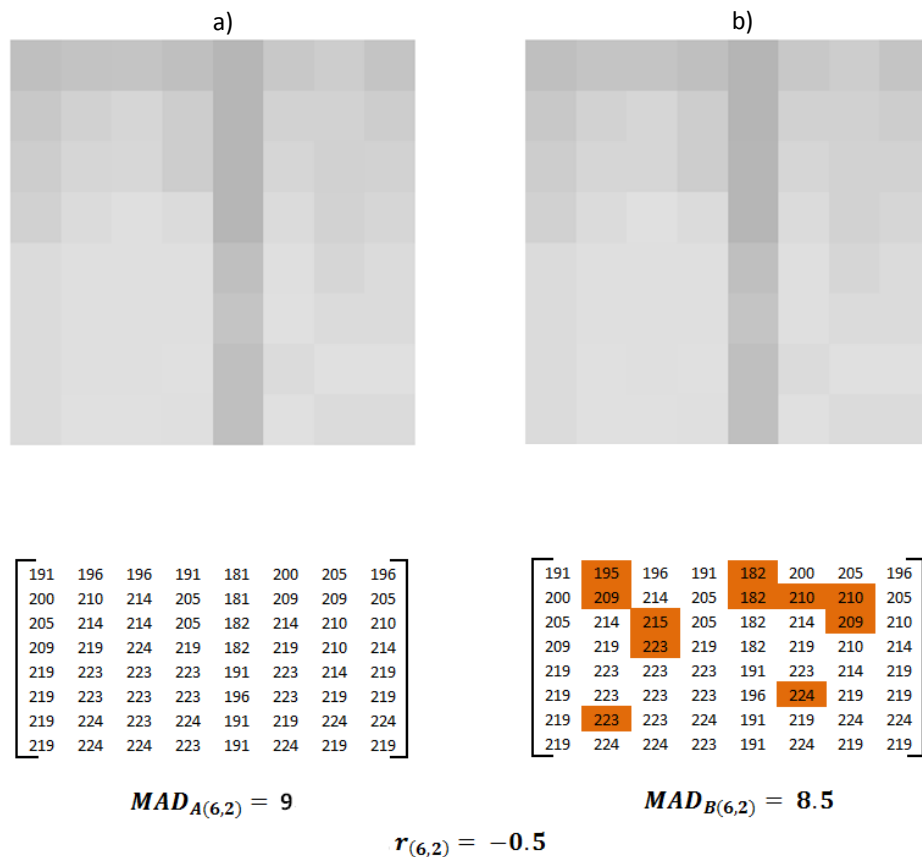 a) b)
191 196 196 191 181 200 205 196
200 210 214 205 181 209 209 205
205 214 214 205 182 214 210 210
209 219 224 219 182 219 210 214
219 223 223 223 191 223 214 219
219 223 223 223 196 223 219 219
219 224 223 224 191 219 224 224
219 224 224 223 191 224 219 219
191 195 196 191 182 200 205 196
200 209 214 205 182 210 210 205
205 214 215 205 182 214 209 210
209 219 223 219 182 219 210 214
219 223 223 223 191 223 214 219
219 223 223 223 196 224 219 219
219 223 223 224 191 219 224 224
219 224 224 223 191 224 219 219
MAD_A(6,2) = 9
MAD_B(6,2) = 8.5
r_(6,2) = −0.5